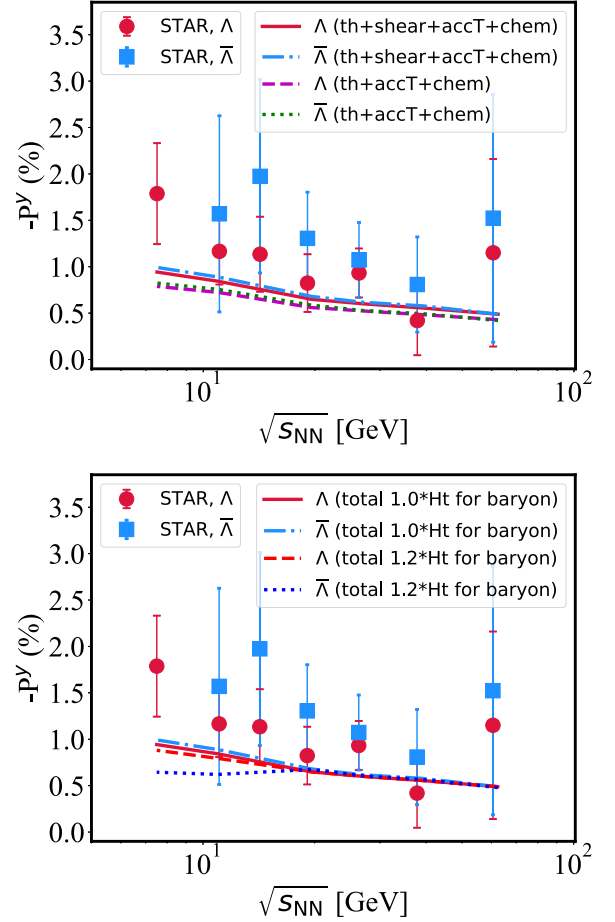 3.5
3.0
2.5
2.0
1.5
1.0
0.5
0.0
-P^y (%)
STAR, Λ
STAR, Λ̅
Λ (th+shear+accT+chem)
Λ̅ (th+shear+accT+chem)
Λ (th+accT+chem)
Λ̅ (th+accT+chem)
10^1
10^2
√s_NN [GeV]
3.5
3.0
2.5
2.0
1.5
1.0
0.5
0.0
-P^y (%)
STAR, Λ
STAR, Λ̅
Λ (total 1.0*Ht for baryon)
Λ̅ (total 1.0*Ht for baryon)
Λ (total 1.2*Ht for baryon)
Λ̅ (total 1.2*Ht for baryon)
10^1
10^2
√s_NN [GeV]